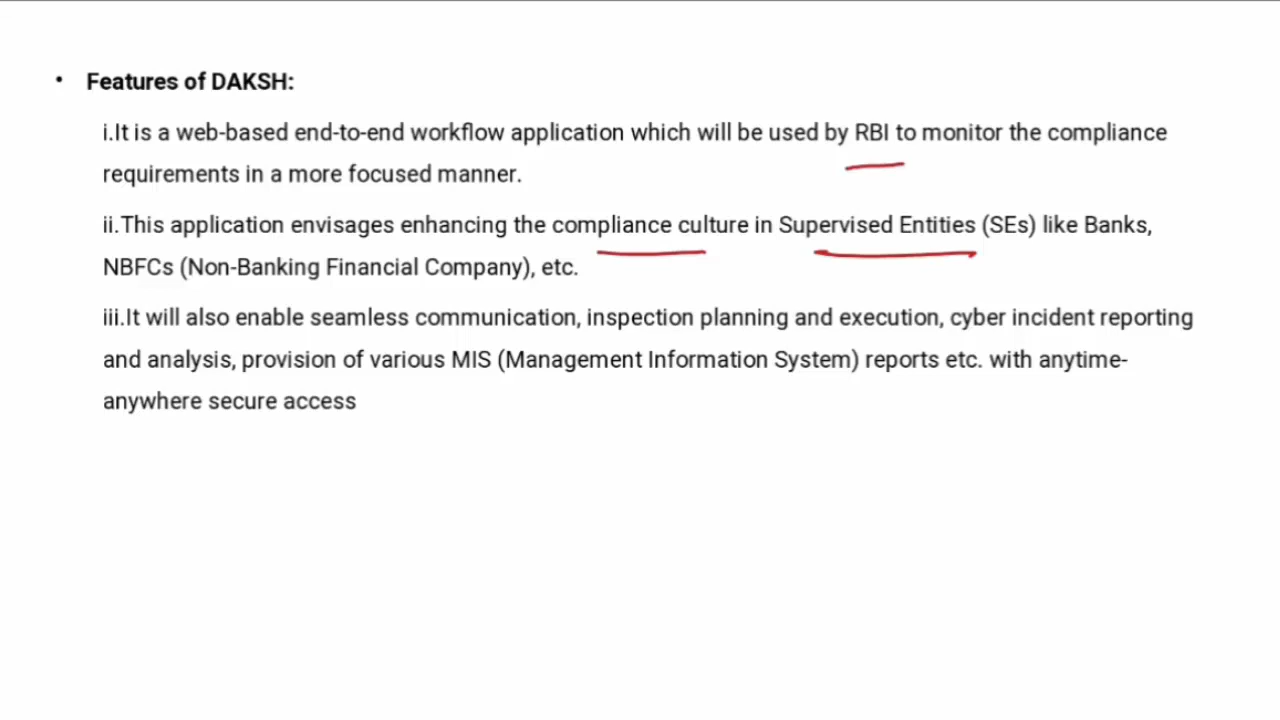 • Features of DAKSH:
i.It is a web-based end-to-end workflow application which will be used by RBI to monitor the compliance
requirements in a more focused manner.
ii.This application envisages enhancing the compliance culture in Supervised Entities (SEs) like Banks,
NBFCs (Non-Banking Financial Company), etc.
iii.It will also enable seamless communication, inspection planning and execution, cyber incident reporting
and analysis, provision of various MIS (Management Information System) reports etc. with anytime-
anywhere secure access